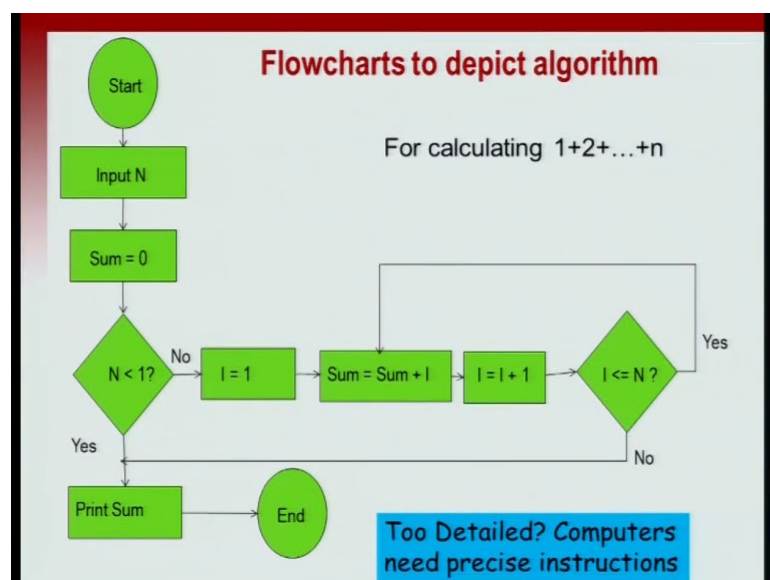 Flowcharts to depict algorithm
For calculating 1+2+...+n
Start
Input N
Sum = 0
N < 1?
No
I = 1
Sum = Sum + I
I = I + 1
I <= N ?
Yes
No
Yes
Print Sum
End
Too Detailed? Computers
need precise instructions